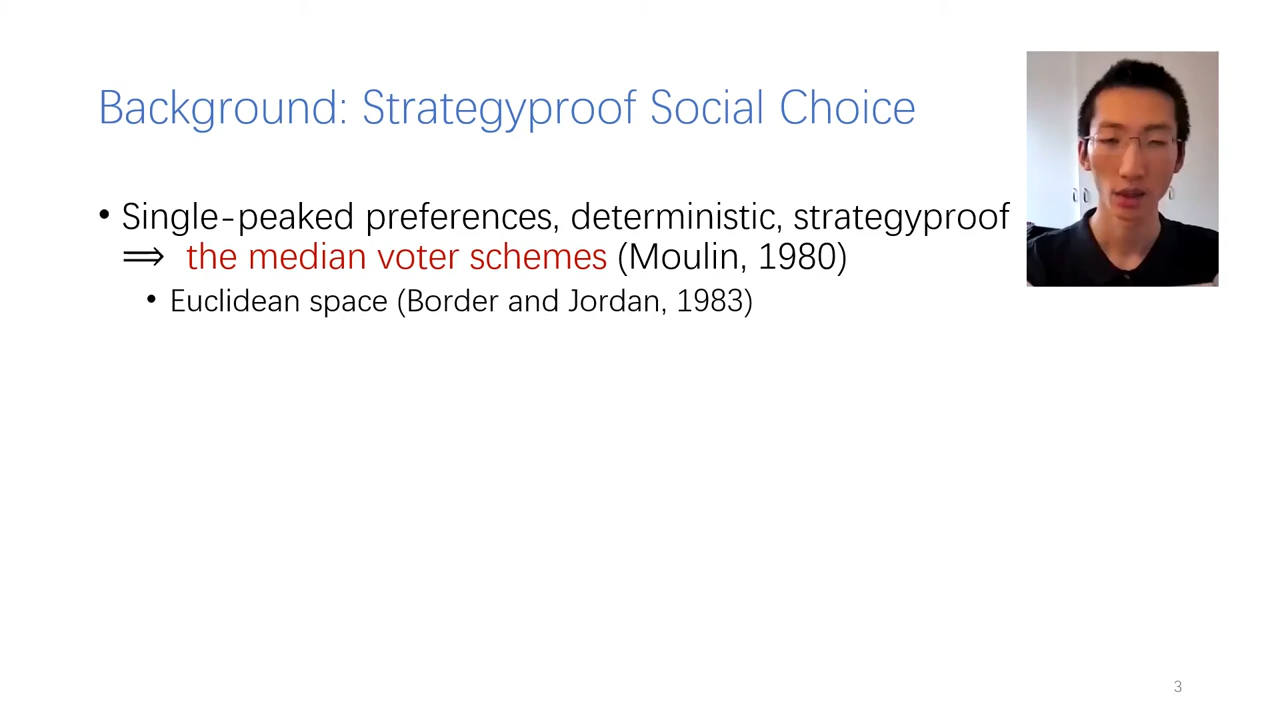 Background: Strategyproof Social Choice
• Single-peaked preferences, deterministic, strategyproof
⟹ the median voter schemes (Moulin, 1980)
• Euclidean space (Border and Jordan, 1983)
3